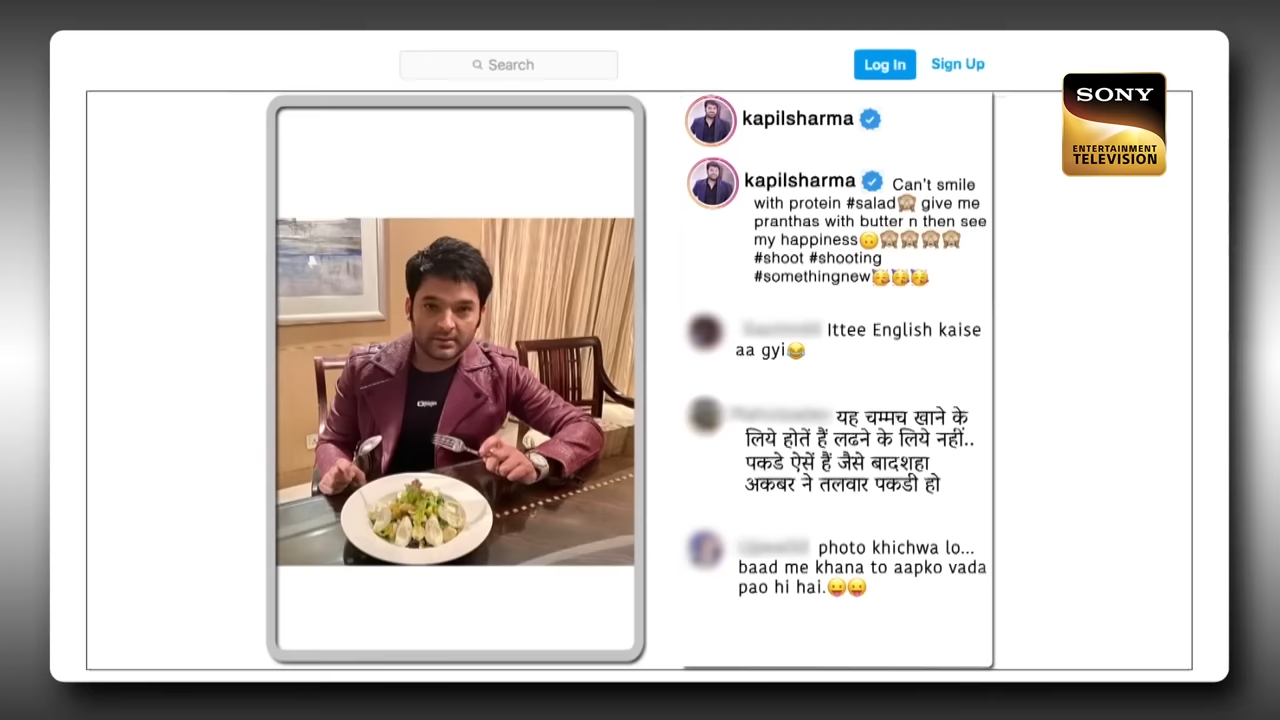 Search
Log In
Sign Up
SONY
ENTERTAINMENT
TELEVISION
kapilsharma
kapilsharma Can't smile
with protein #salad🙈 give me
pranthas with butter n then see
my happiness🙃🙈🙈🙈🙈
#shoot #shooting
#somethingnew🥳🥳🥳
Ittee English kaise
aa gyi😂
यह चम्मच खाने के
लिये होतें हैं लढने के लिये नहीं..
पकडे ऐसें हैं जैसे बादशहा
अकबर ने तलवार पकडी हो
photo khichwa lo...
baad me khana to aapko vada
pao hi hai.😛😛